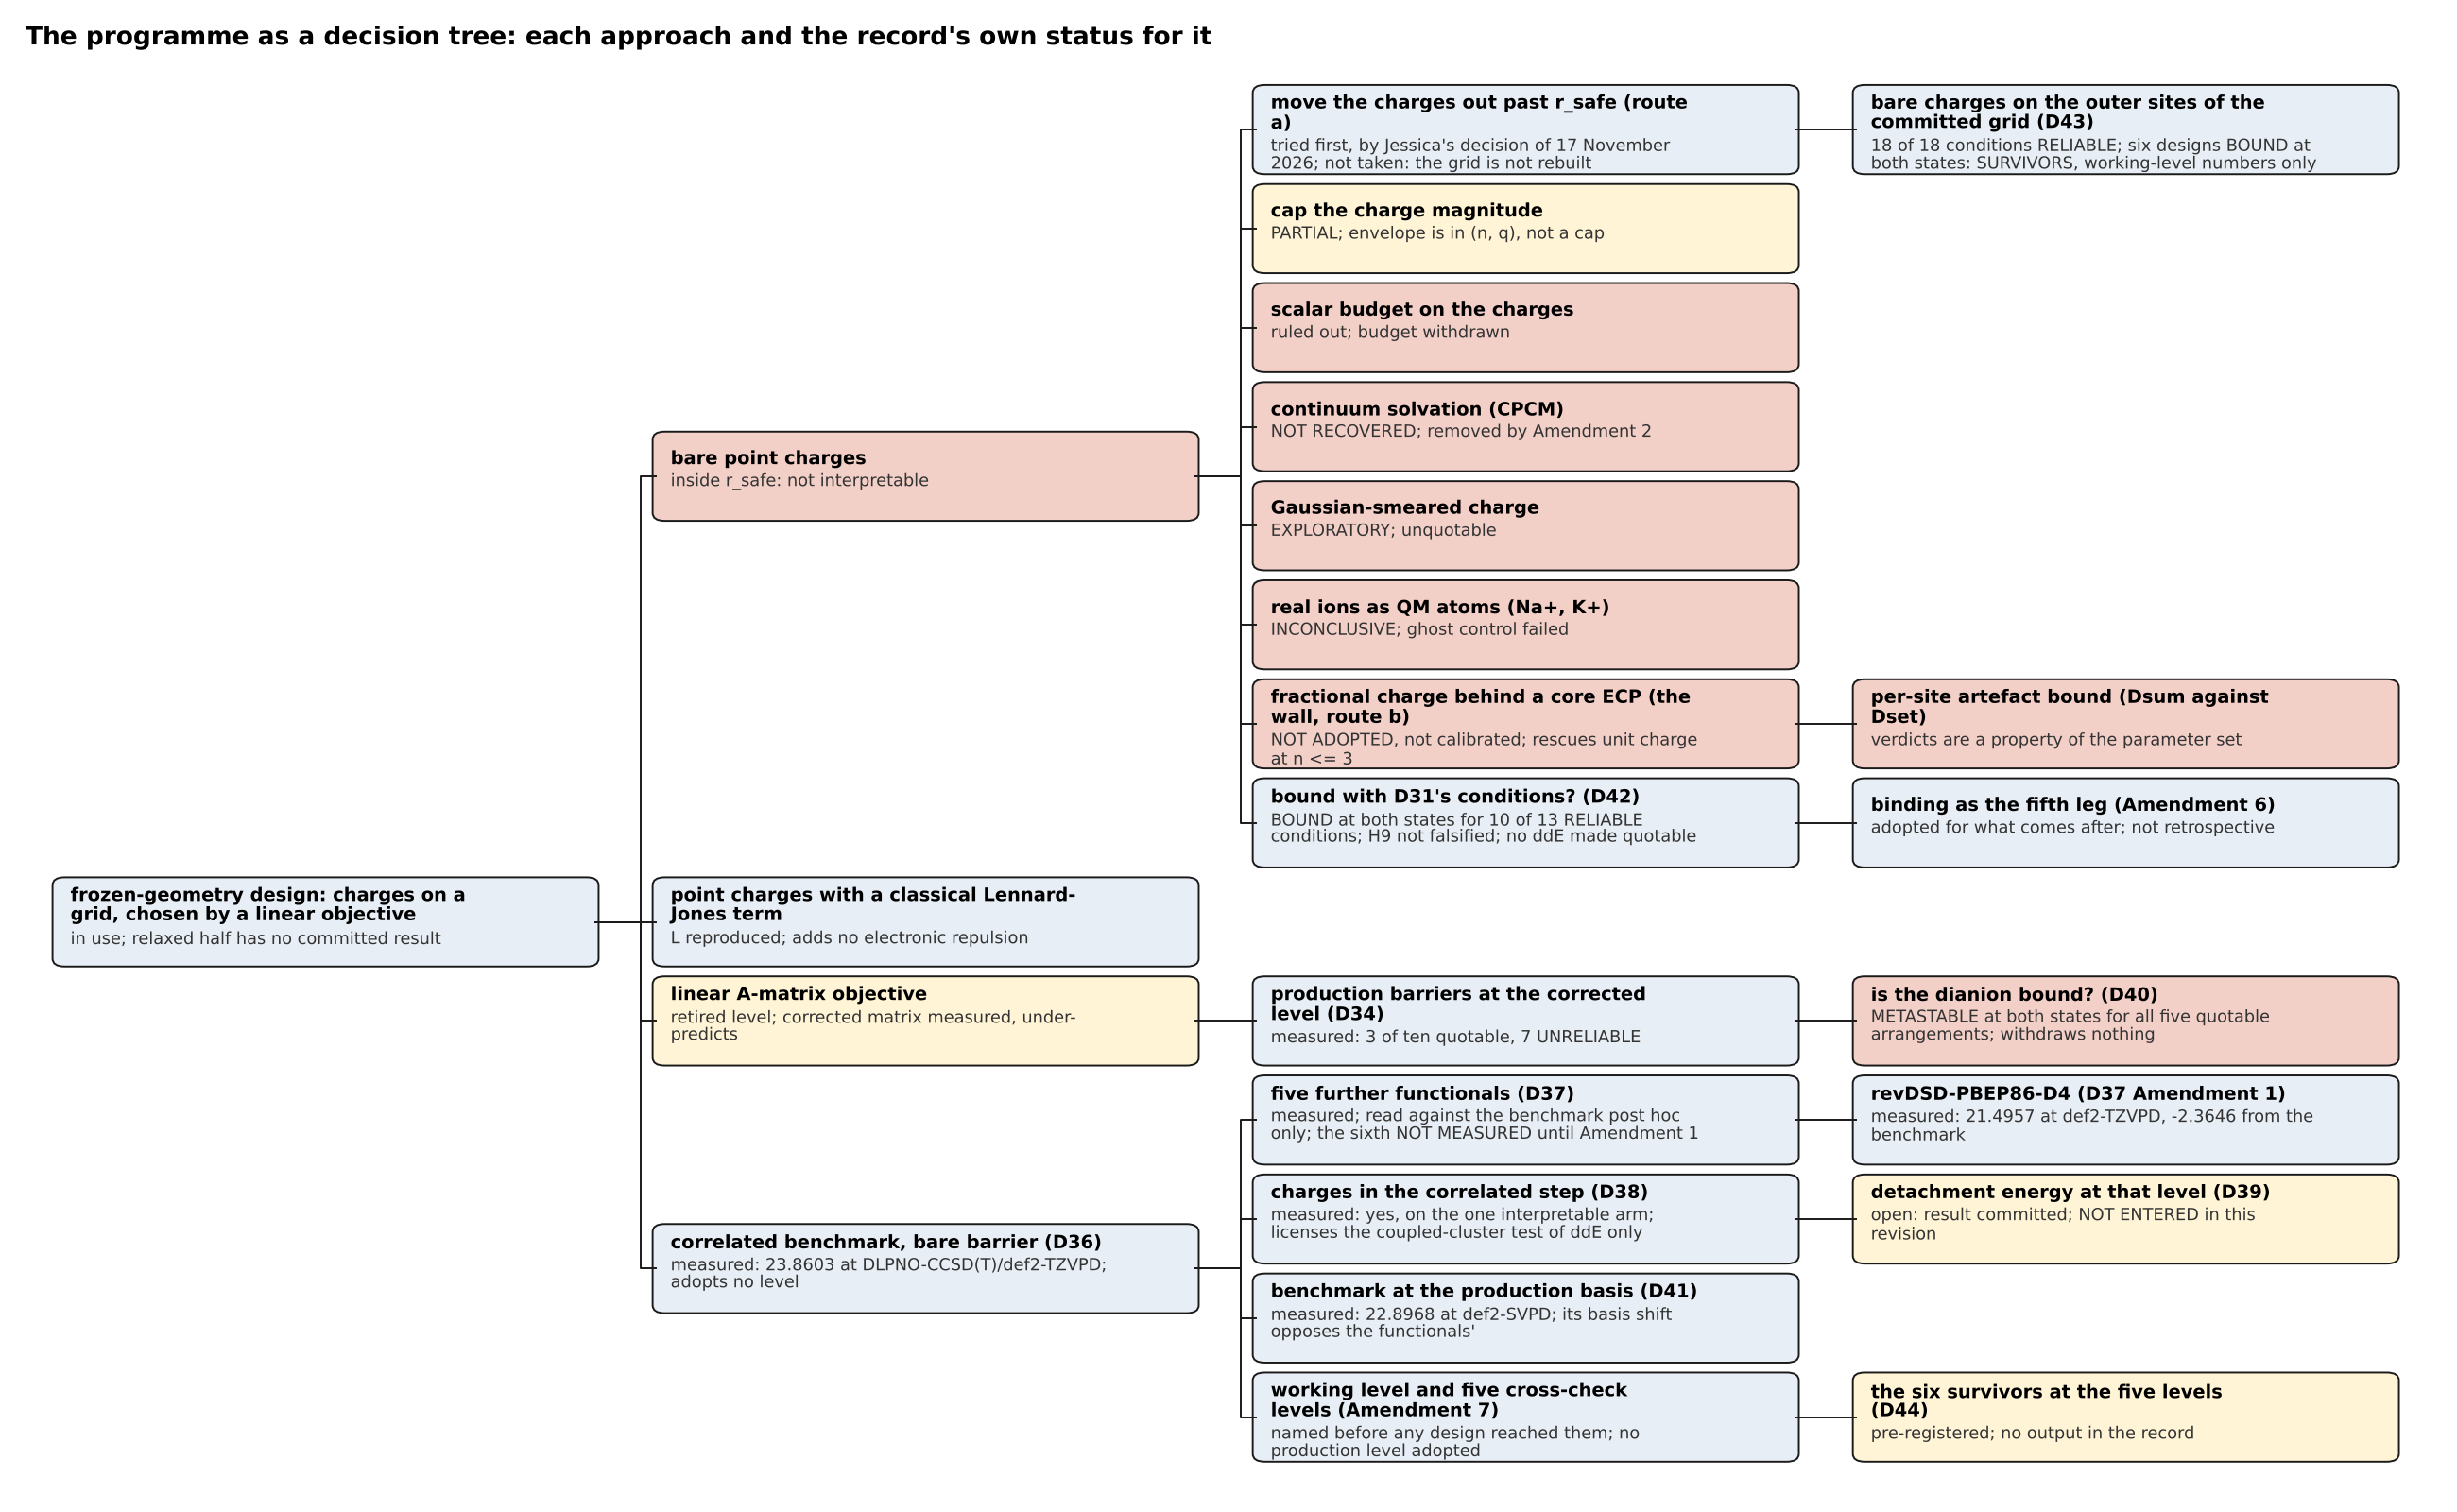 The programme as a decision tree: each approach and the record's own status for it
frozen-geometry design: charges on a
grid, chosen by a linear objective
in use; relaxed half has no committed result
bare point charges
inside r_safe: not interpretable
point charges with a classical Lennard-
Jones term
L reproduced; adds no electronic repulsion
linear A-matrix objective
retired level; corrected matrix measured, under-
predicts
correlated benchmark, bare barrier (D36)
measured: 23.8603 at DLPNO-CCSD(T)/def2-TZVPD;
adopts no level
move the charges out past r_safe (route
a)
tried first, by Jessica's decision of 17 November
2026; not taken: the grid is not rebuilt
cap the charge magnitude
PARTIAL; envelope is in (n, q), not a cap
scalar budget on the charges
ruled out; budget withdrawn
continuum solvation (CPCM)
NOT RECOVERED; removed by Amendment 2
Gaussian-smeared charge
EXPLORATORY; unquotable
real ions as QM atoms (Na+, K+)
INCONCLUSIVE; ghost control failed
fractional charge behind a core ECP (the
wall, route b)
NOT ADOPTED, not calibrated; rescues unit charge
at n <= 3
bound with D31's conditions? (D42)
BOUND at both states for 10 of 13 RELIABLE
conditions; H9 not falsified; no ddE made quotable
production barriers at the corrected
level (D34)
measured: 3 of ten quotable, 7 UNRELIABLE
five further functionals (D37)
measured; read against the benchmark post hoc
only; the sixth NOT MEASURED until Amendment 1
charges in the correlated step (D38)
measured: yes, on the one interpretable arm;
licenses the coupled-cluster test of ddE only
benchmark at the production basis (D41)
measured: 22.8968 at def2-SVPD; its basis shift
opposes the functionals'
working level and five cross-check
levels (Amendment 7)
named before any design reached them; no
production level adopted
bare charges on the outer sites of the
committed grid (D43)
18 of 18 conditions RELIABLE; six designs BOUND at
both states: SURVIVORS, working-level numbers only
per-site artefact bound (Dsum against
Dset)
verdicts are a property of the parameter set
binding as the fifth leg (Amendment 6)
adopted for what comes after; not retrospective
is the dianion bound? (D40)
METASTABLE at both states for all five quotable
arrangements; withdraws nothing
revDSD-PBEP86-D4 (D37 Amendment 1)
measured: 21.4957 at def2-TZVPD, -2.3646 from the
benchmark
detachment energy at that level (D39)
open: result committed; NOT ENTERED in this
revision
the six survivors at the five levels
(D44)
pre-registered; no output in the record